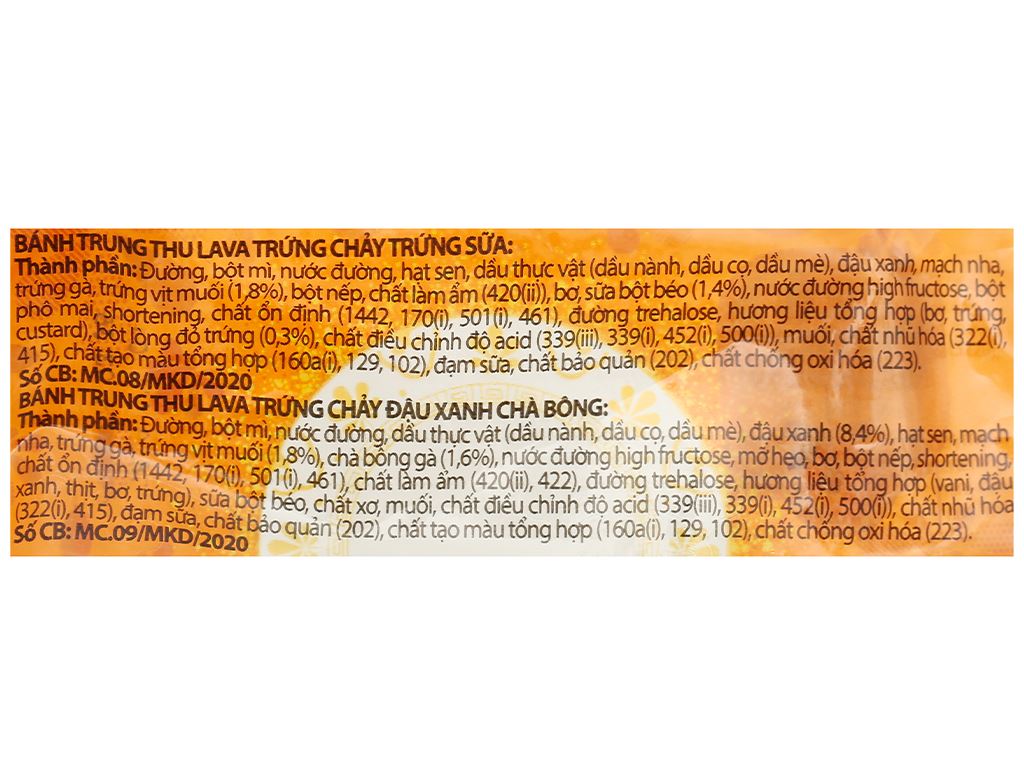 BÁNH TRUNG THU LAVA TRỨNG CHẢY TRỨNG SỮA:
Thành phần: Đường, bột mì, nước đường, hạt sen, dầu thực vật (dầu nành, dầu cọ, dầu mè), đậu xanh, mạch nha,
trứng gà, trứng vịt muối (1,8%), bột nếp, chất làm ẩm (420(ii)), bơ, sữa bột béo (1,4%), nước đường high fructose, bột
phô mai, shortening, chất ổn định (1442, 170(i), 501(i), 461), đường trehalose, hương liệu tổng hợp (bơ, trứng,
custard), bột lòng đỏ trứng (0,3%), chất điều chỉnh độ acid (339(iii), 339(i), 452(i), 500(i)), muối, chất nhũ hóa (322(i),
415), chất tạo màu tổng hợp (160a(i), 129, 102), đạm sữa, chất bảo quản (202), chất chống oxi hóa (223).
Số CB: MC.08/MKD/2020
BÁNH TRUNG THU LAVA TRỨNG CHẢY ĐẬU XANH CHÀ BÔNG:
Thành phần: Đường, bột mì, nước đường, dầu thực vật (dầu nành, dầu cọ, dầu mè), đậu xanh (8,4%), hạt sen, mạch
nha, trứng gà, trứng vịt muối (1,8%), chà bông gà (1,6%), nước đường high fructose, mỡ heo, bơ, bột nếp, shortening,
chất ổn định (1442, 170(i), 501(i), 461), chất làm ẩm (420(ii), 422), đường trehalose, hương liệu tổng hợp (vani, đậu
xanh, thịt, bơ, trứng), sữa bột béo, chất xơ, muối, chất điều chỉnh độ acid (339(iii), 339(i), 452(i), 500(i)), chất nhũ hóa
(322(i), 415), đạm sữa, chất bảo quản (202), chất tạo màu tổng hợp (160a(i), 129, 102), chất chống oxi hóa (223).
Số CB: MC.09/MKD/2020